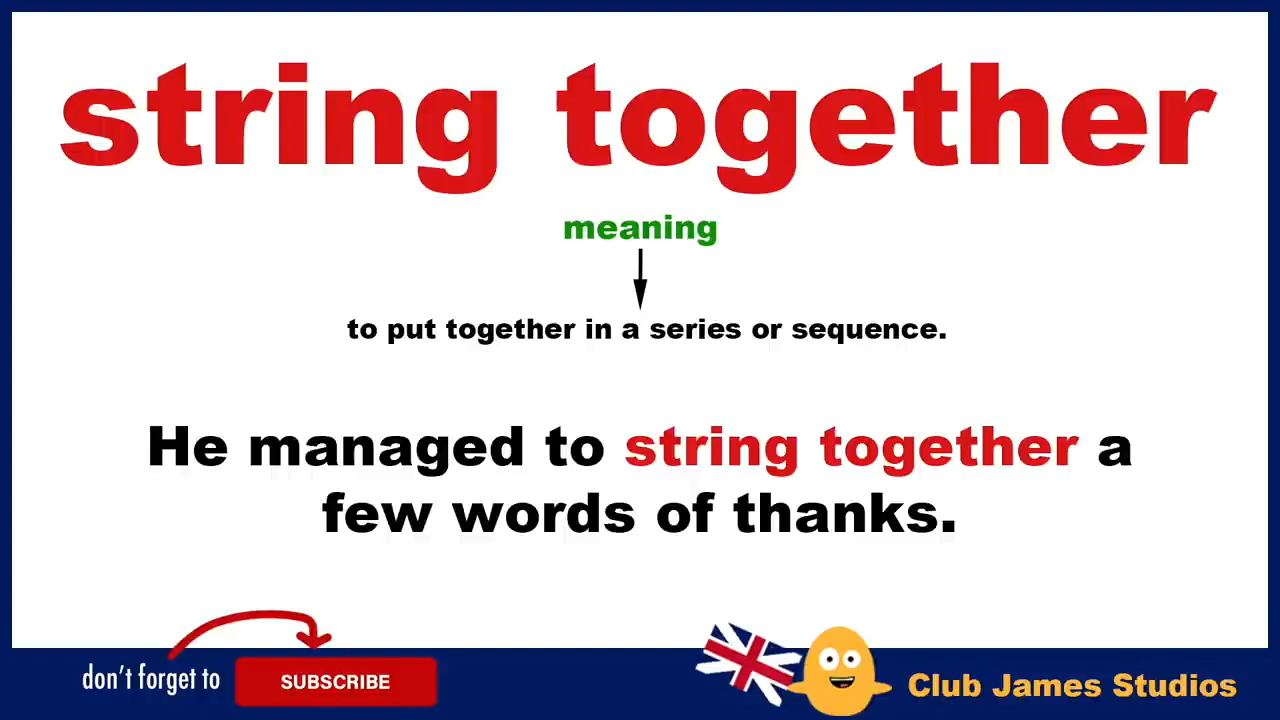 string together
meaning
to put together in a series or sequence.
He managed to string together a
few words of thanks.
don't forget to
SUBSCRIBE
Club James Studios